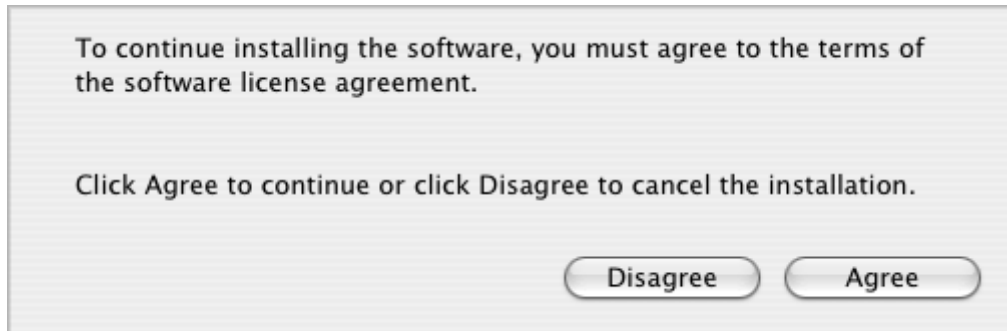 To continue installing the software, you must agree to the terms of
the software license agreement.
Click Agree to continue or click Disagree to cancel the installation.
Disagree Agree